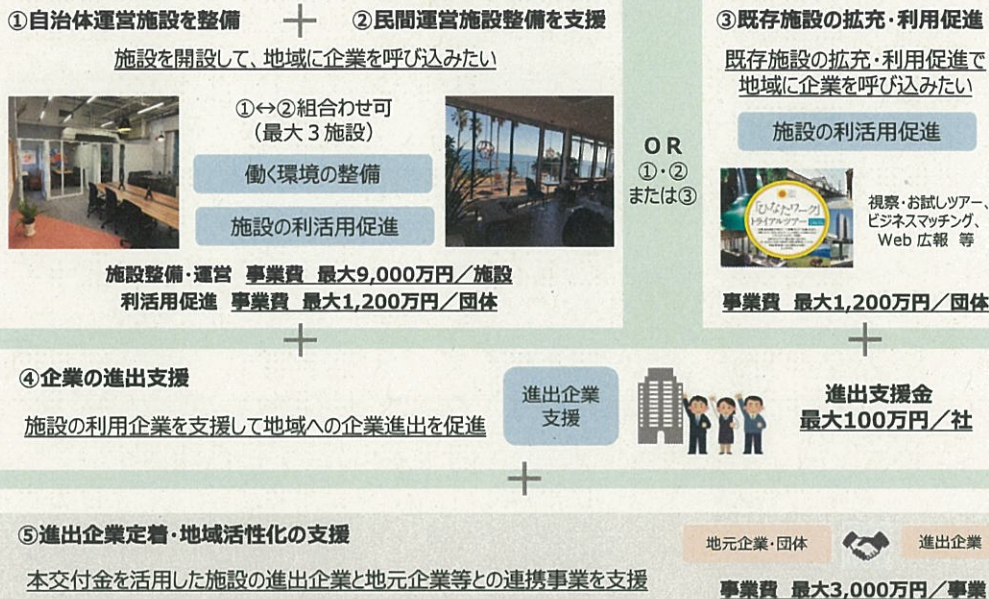 ①自治体運営施設を整備
＋
②民間運営施設整備を支援
施設を開設して、地域に企業を呼び込みたい
①↔②組合わせ可
（最大３施設）
働く環境の整備
施設の利活用促進
施設整備・運営 事業費 最大9,000万円／施設
利活用促進 事業費 最大1,200万円／団体
OR
①・②
または③
③既存施設の拡充・利用促進
既存施設の拡充・利用促進で
地域に企業を呼び込みたい
施設の利活用促進
「ひなたワーク」
トライアルツアー
視察・お試しツアー、
ビジネスマッチング、
Web 広報 等
事業費 最大1,200万円／団体
＋
＋
④企業の進出支援
施設の利用企業を支援して地域への企業進出を促進
進出企業
支援
進出支援金
最大100万円／社
＋
⑤進出企業定着・地域活性化の支援
本交付金を活用した施設の進出企業と地元企業等との連携事業を支援
地元企業・団体
進出企業
事業費 最大3,000万円／事業